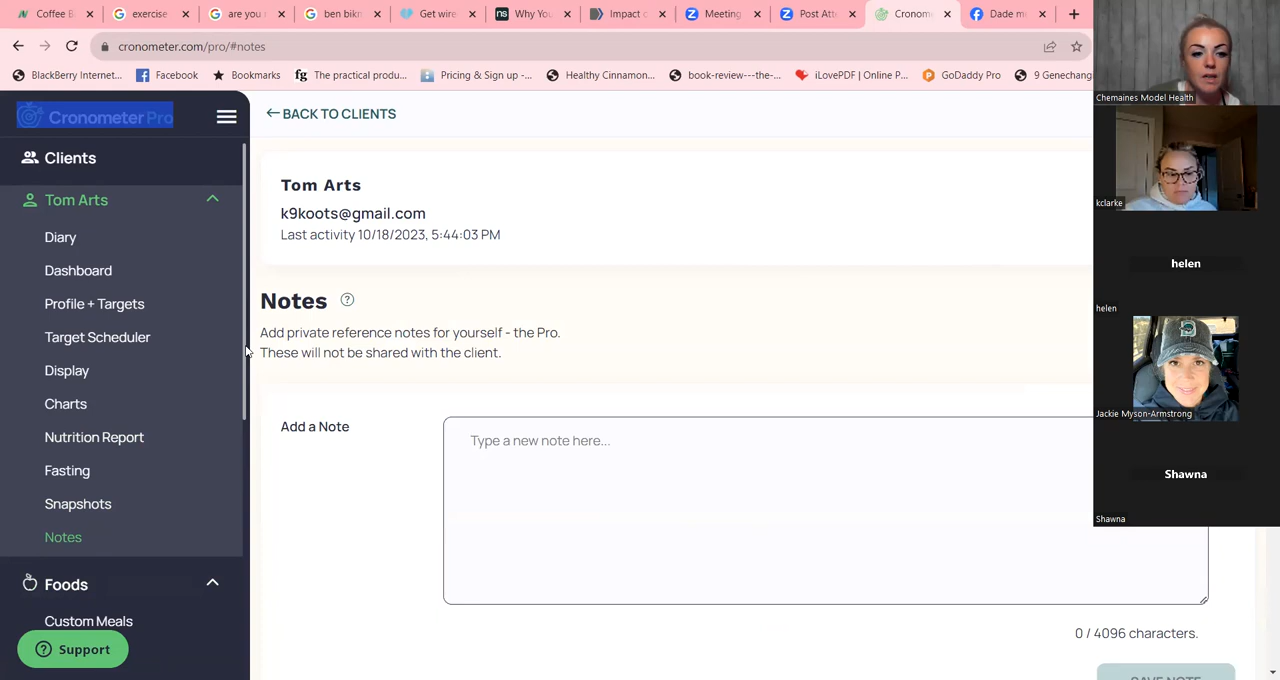 Coffee B
exercise
are you
ben bikn
Get wire
Why You
Impact o
Meeting
Post Atte
Cronom
Dade m
cronometer.com/pro/#notes
BlackBerry Internet...
Facebook
Bookmarks
The practical produ...
Pricing & Sign up -...
Healthy Cinnamon...
book-review---the-...
iLovePDF | Online P...
GoDaddy Pro
9 Genechang
Cronometer Pro
Clients
Tom Arts
Diary
Dashboard
Profile + Targets
Target Scheduler
Display
Charts
Nutrition Report
Fasting
Snapshots
Notes
Foods
Custom Meals
Support
BACK TO CLIENTS
Tom Arts
k9koots@gmail.com
Last activity 10/18/2023, 5:44:03 PM
Notes
Add private reference notes for yourself - the Pro.
These will not be shared with the client.
Add a Note
Type a new note here...
0 / 4096 characters.
SAVE NOTE
Chemaines Model Health
kclarke
helen
helen
Jackie Myson-Armstrong
Shawna
Shawna